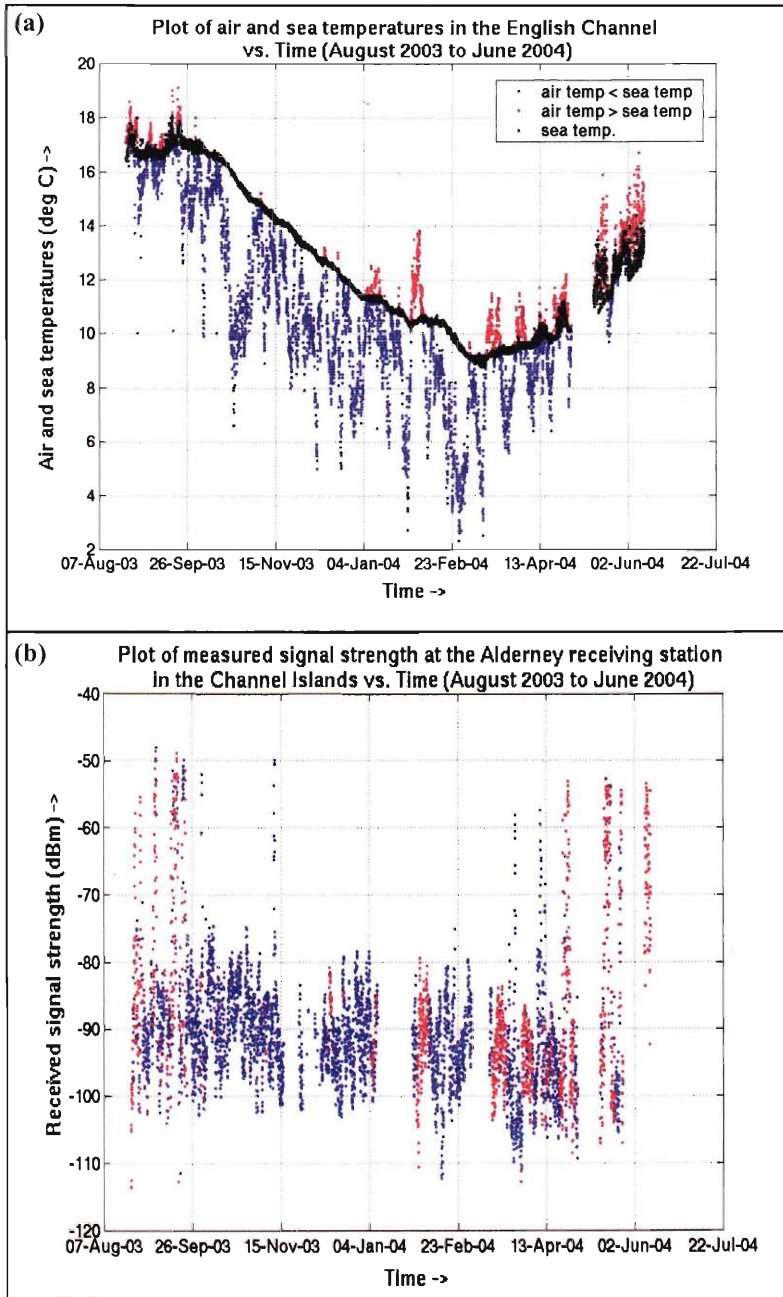 (a)
Plot of air and sea temperatures in the English Channel
vs. Time (August 2003 to June 2004)
20
18
16
14
12
10
8
6
4
2
Air and sea temperatures (deg C) ->
air temp < sea temp
air temp > sea temp
sea temp.
07-Aug-03 26-Sep-03 15-Nov-03 04-Jan-04 23-Feb-04 13-Apr-04 02-Jun-04 22-Jul-04
Time ->
(b)
Plot of measured signal strength at the Alderney receiving station
in the Channel Islands vs. Time (August 2003 to June 2004)
-40
-50
-60
-70
-80
-90
-100
-110
-120
Received signal strength (dBm) ->
07-Aug-03 26-Sep-03 15-Nov-03 04-Jan-04 23-Feb-04 13-Apr-04 02-Jun-04 22-Jul-04
Time ->